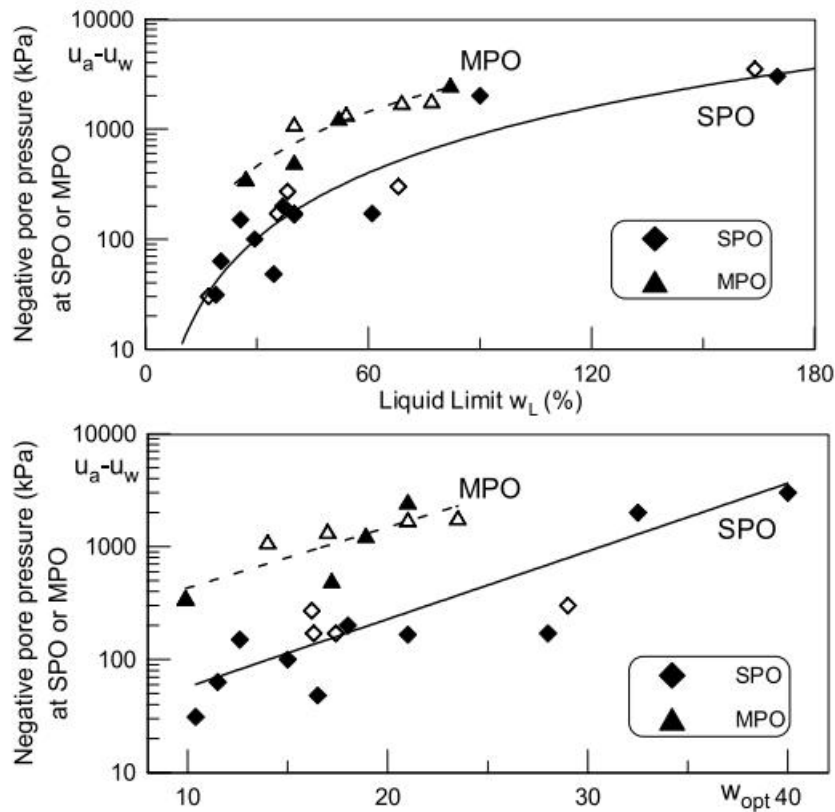 10000
u_a-u_w
MPO
1000
SPO
100
SPO
MPO
10
0
60
120
180
Negative pore pressure (kPa)
at SPO or MPO
Liquid Limit w_L (%)
10000
u_a-u_w
MPO
1000
SPO
100
SPO
MPO
10
10
20
30
w_opt 40
Negative pore pressure (kPa)
at SPO or MPO